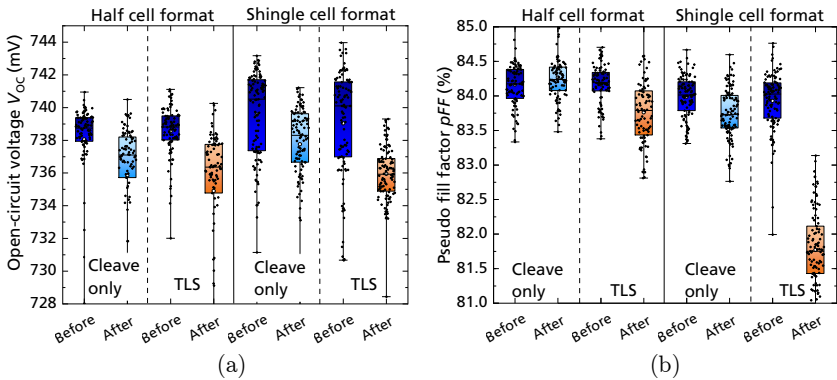 (a)
Half cell format
Shingle cell format
Open-circuit voltage V_OC (mV)
744
742
740
738
736
734
732
730
728
Cleave only
TLS
Cleave only
TLS
Before
After
Before
After
Before
After
Before
After
(a)
(b)
Half cell format
Shingle cell format
Pseudo fill factor pFF (%)
85.0
84.5
84.0
83.5
83.0
82.5
82.0
81.5
81.0
Cleave only
TLS
Cleave only
TLS
Before
After
Before
After
Before
After
Before
After
(b)